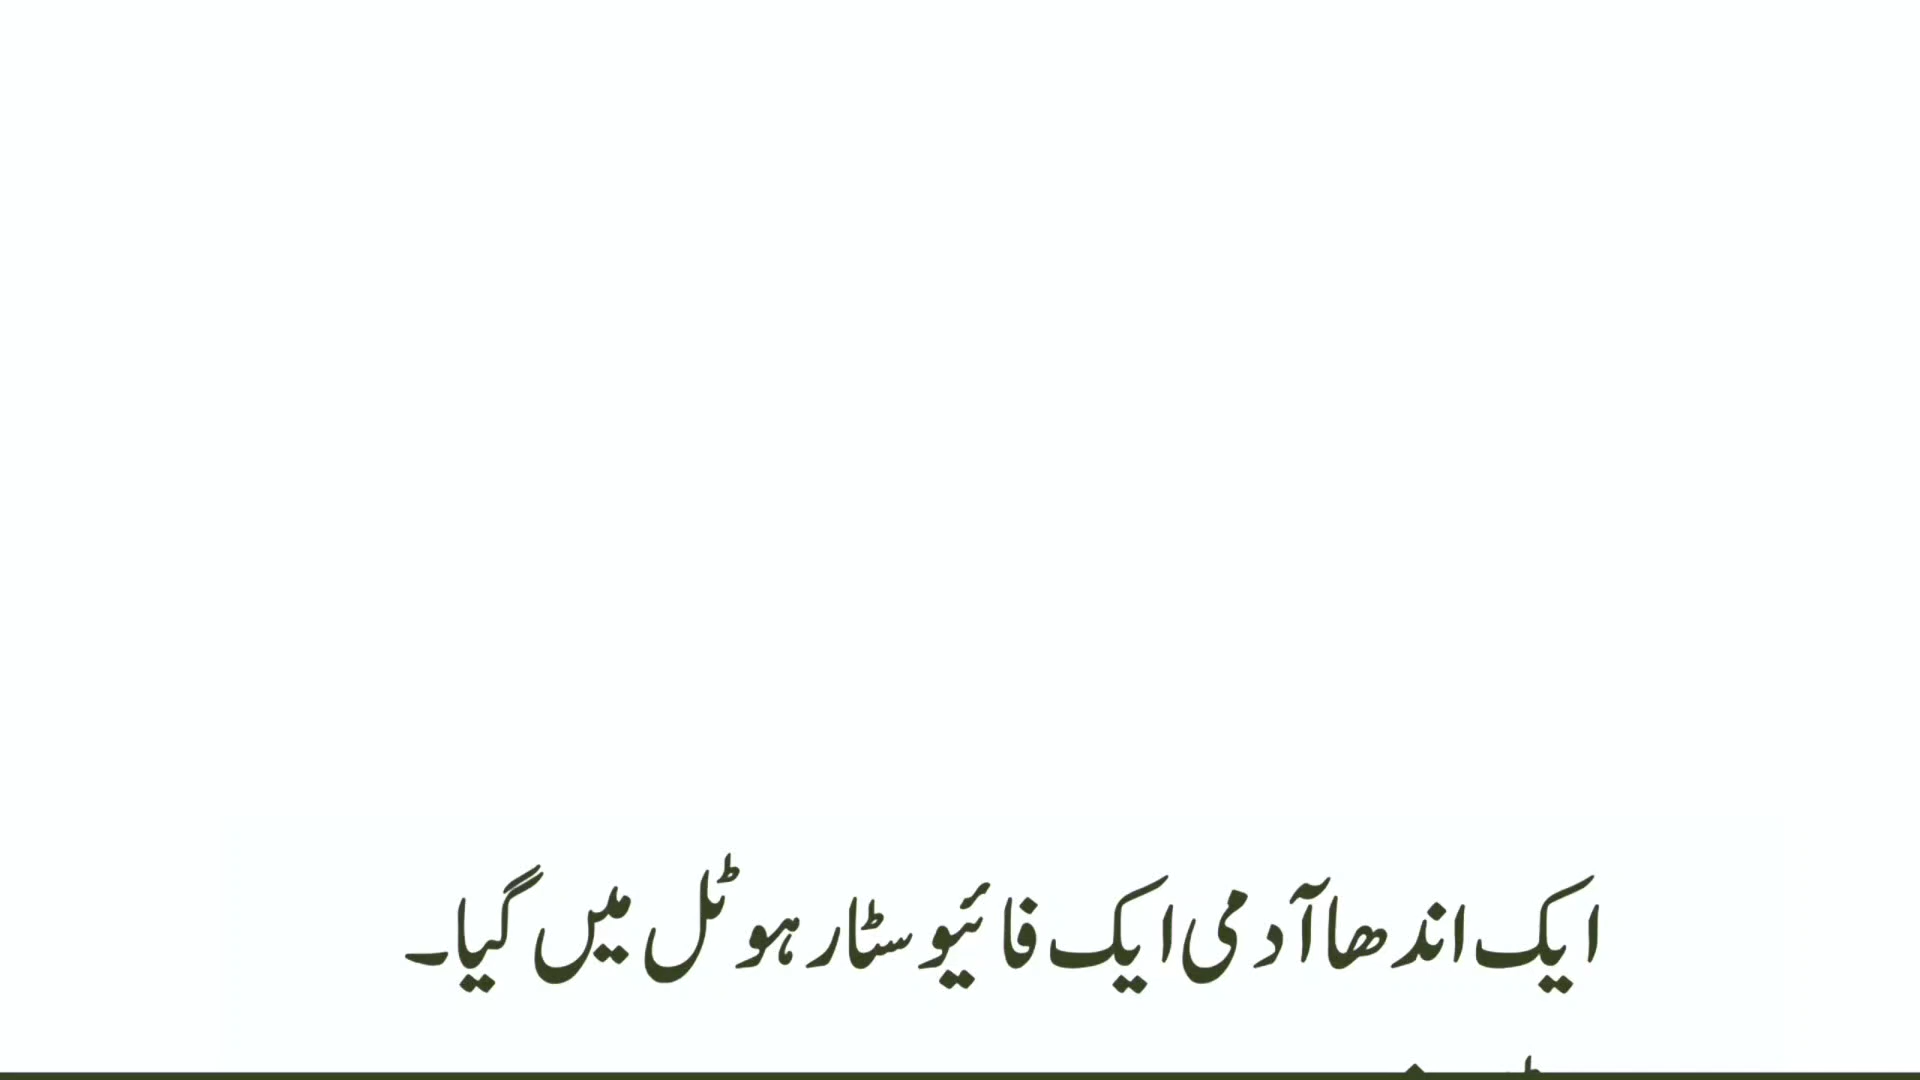 ایک اندھا آدمی ایک فائیو سٹار ہوٹل میں گیا۔